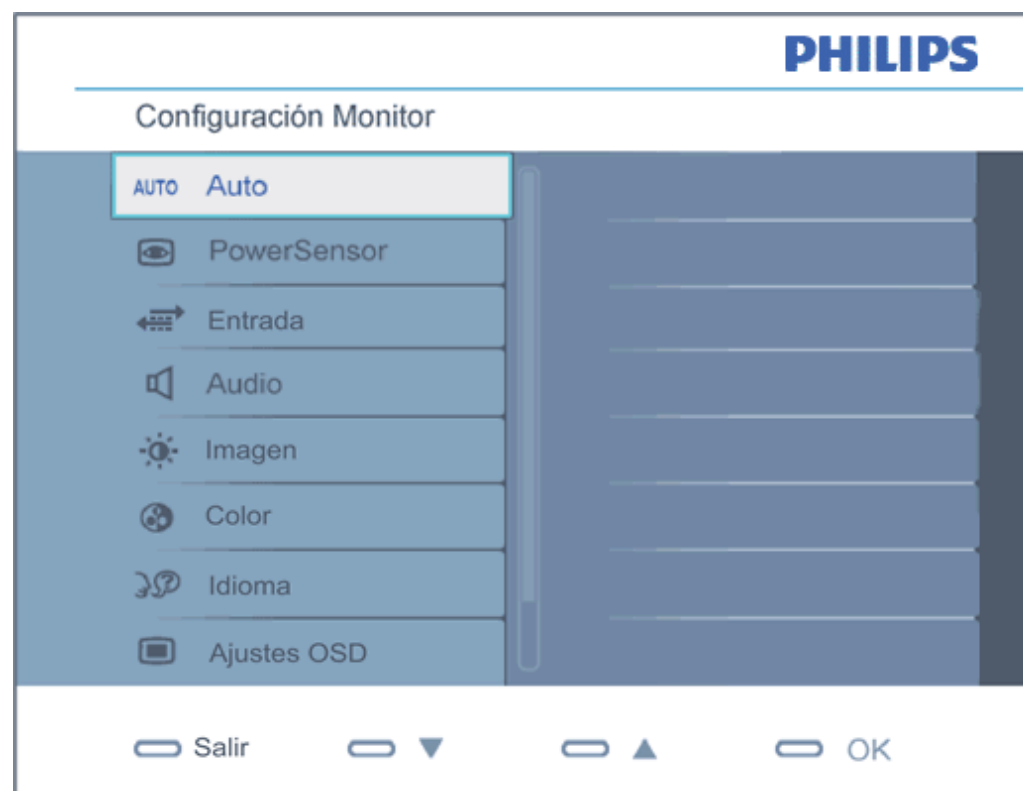 PHILIPS
Configuración Monitor
AUTO Auto
PowerSensor
Entrada
Audio
Imagen
Color
Idioma
Ajustes OSD
Salir ▼ ▲ OK